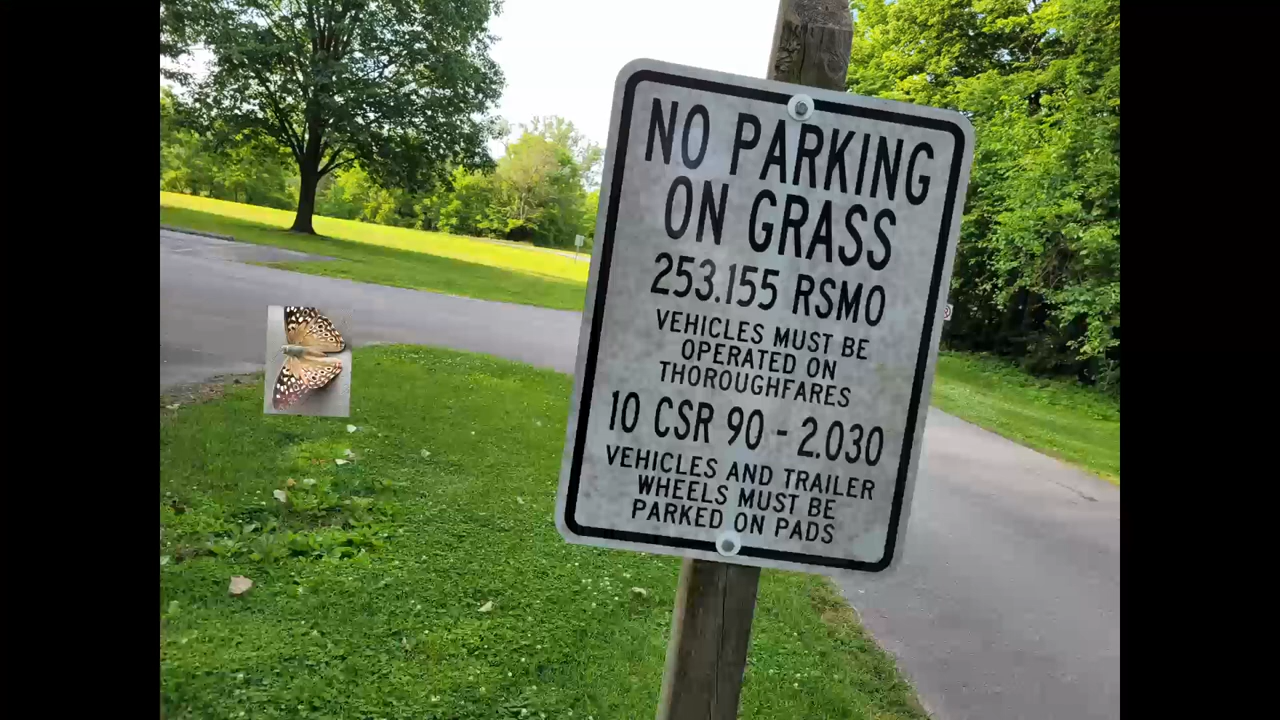 NO PARKING
ON GRASS
253.155 RSMO
VEHICLES MUST BE
OPERATED ON
THOROUGHFARES
10 CSR 90 - 2.030
VEHICLES AND TRAILER
WHEELS MUST BE
PARKED ON PADS